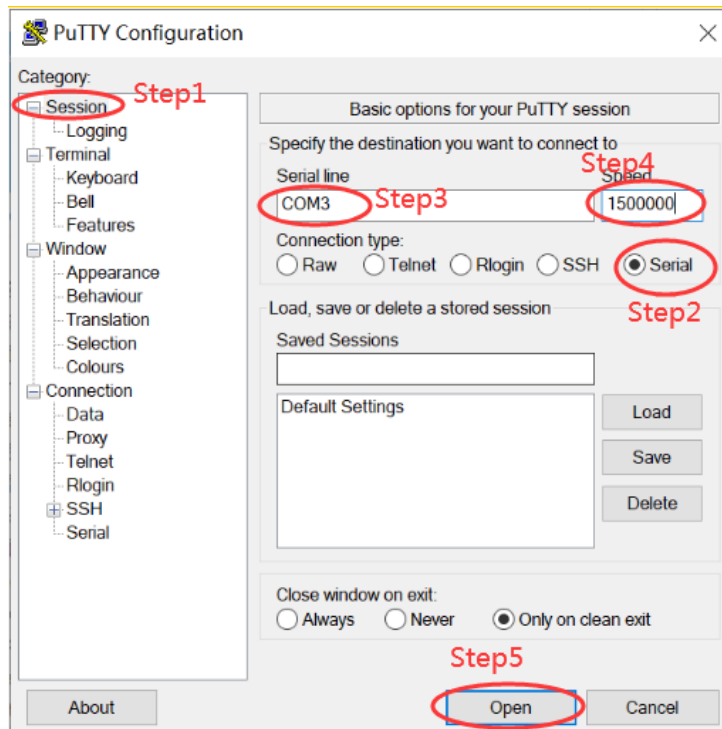 PuTTY Configuration
Category:
Session
Step1
Logging
Terminal
Keyboard
Bell
Features
Window
Appearance
Behaviour
Translation
Selection
Colours
Connection
Data
Proxy
Telnet
Rlogin
SSH
Serial
Basic options for your PuTTY session
Specify the destination you want to connect to
Step4
Serial line Speed
COM3 Step3 1500000
Connection type:
Raw Telnet Rlogin SSH Serial
Step2
Load, save or delete a stored session
Saved Sessions
Default Settings
Load
Save
Delete
Close window on exit:
Always Never Only on clean exit
Step5
About Open Cancel